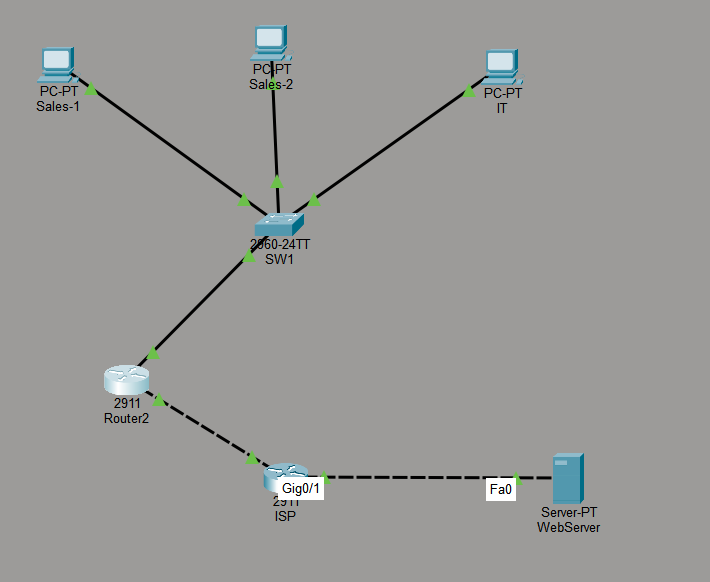 PC-PT
Sales-1
PC-PT
Sales-2
PC-PT
IT
2960-24TT
SW1
2911
Router2
Gig0/1
2911
ISP
Fa0
Server-PT
WebServer